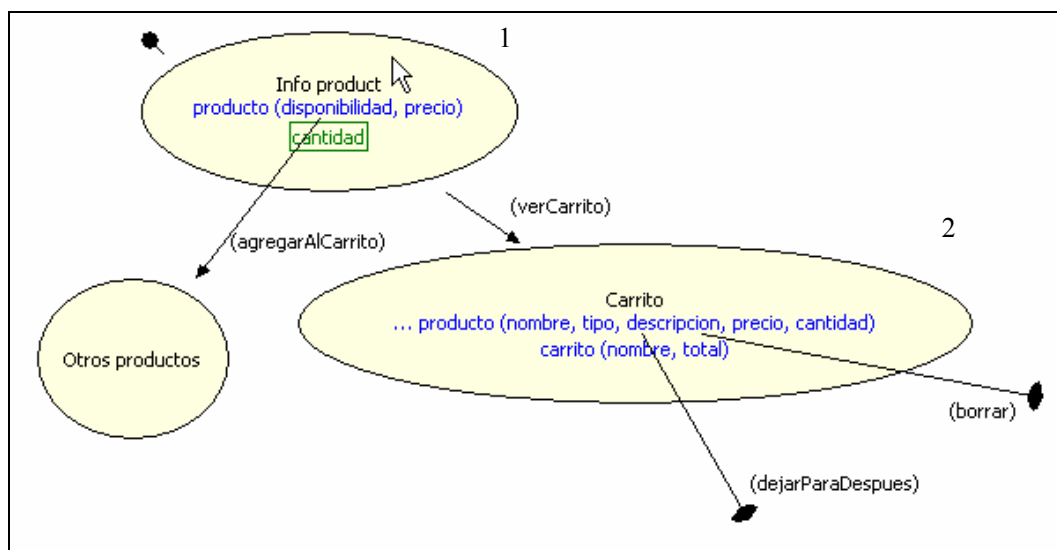 1
Info product
producto (disponibilidad, precio)
cantidad
(verCarrito)
(agregarAlCarrito)
2
Carrito
... producto (nombre, tipo, descripcion, precio, cantidad)
carrito (nombre, total)
Otros productos
(borrar)
(dejarParaDespues)